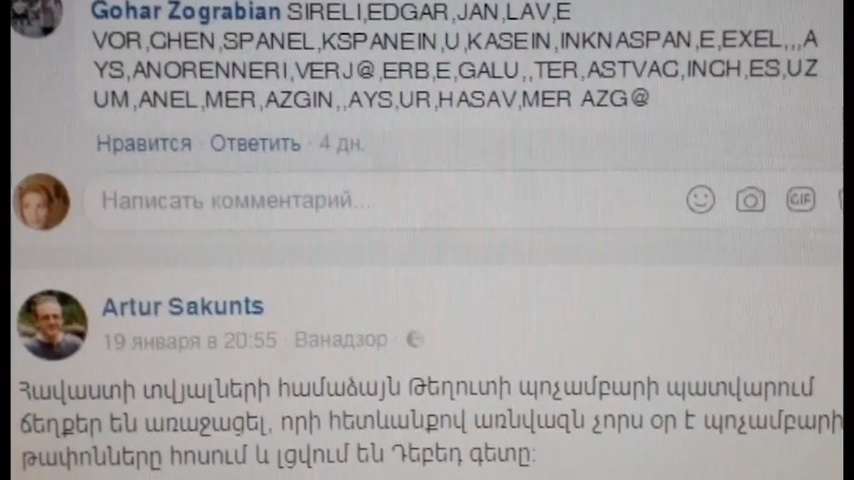 Gohar Zograbian SIRELI,EDGAR,JAN,LAV,E
VOR,CHEN,SPANEL,KSPANEIN,U,KASEIN,INKNASPAN,E,EXEL,,,A
YS,ANORENNERI,VERJ@,ERB,E,GALU,,TER,ASTVAC,INCH,ES,UZ
UM,ANEL,MER,AZGIN,,AYS,UR,HASAV,MER AZG@
Нравится · Ответить · 4 дн.
Написать комментарий...
GIF
Artur Sakunts
19 января в 20:55 · Ванадзор ·
Հավաստի տվյալների համաձայն Թեղուտի պոչամբարի պատվարում
ճեղքեր են առաջացել, որի հետևանքով առնվազն չորս օր է պոչամբարի
թափոնները հոսում և լցվում են Դեբեդ գետը: